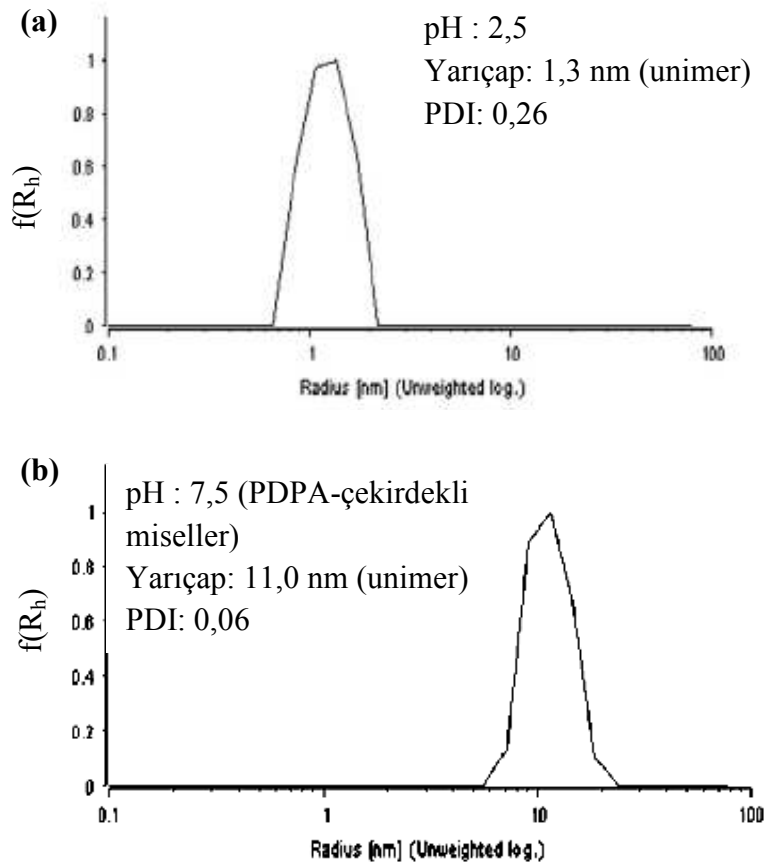 (a)
pH : 2,5
Yarıçap: 1,3 nm (unimer)
PDI: 0,26
f(Rh)
1
0.8
0.6
0.4
0.2
0
0.1
1
10
100
Radius [nm] (Unweighted log.)
(b)
pH : 7,5 (PDPA-çekirdekli
miseller)
Yarıçap: 11,0 nm (unimer)
PDI: 0,06
f(Rh)
1
0.8
0.6
0.4
0.2
0
0.1
1
10
100
Radius [nm] (Unweighted log.)